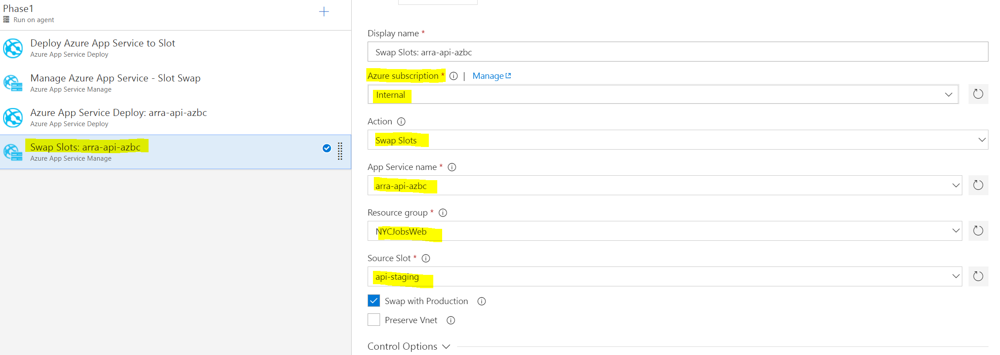 Phase1
Run on agent
Deploy Azure App Service to Slot
Azure App Service Deploy
Manage Azure App Service - Slot Swap
Azure App Service Manage
Azure App Service Deploy: arra-api-azbc
Azure App Service Deploy
Swap Slots: arra-api-azbc
Azure App Service Manage
Display name *
Swap Slots: arra-api-azbc
Azure subscription * | Manage
Internal
Action
Swap Slots
App Service name *
arra-api-azbc
Resource group *
NYCJobsWeb
Source Slot *
api-staging
Swap with Production
Preserve Vnet
Control Options